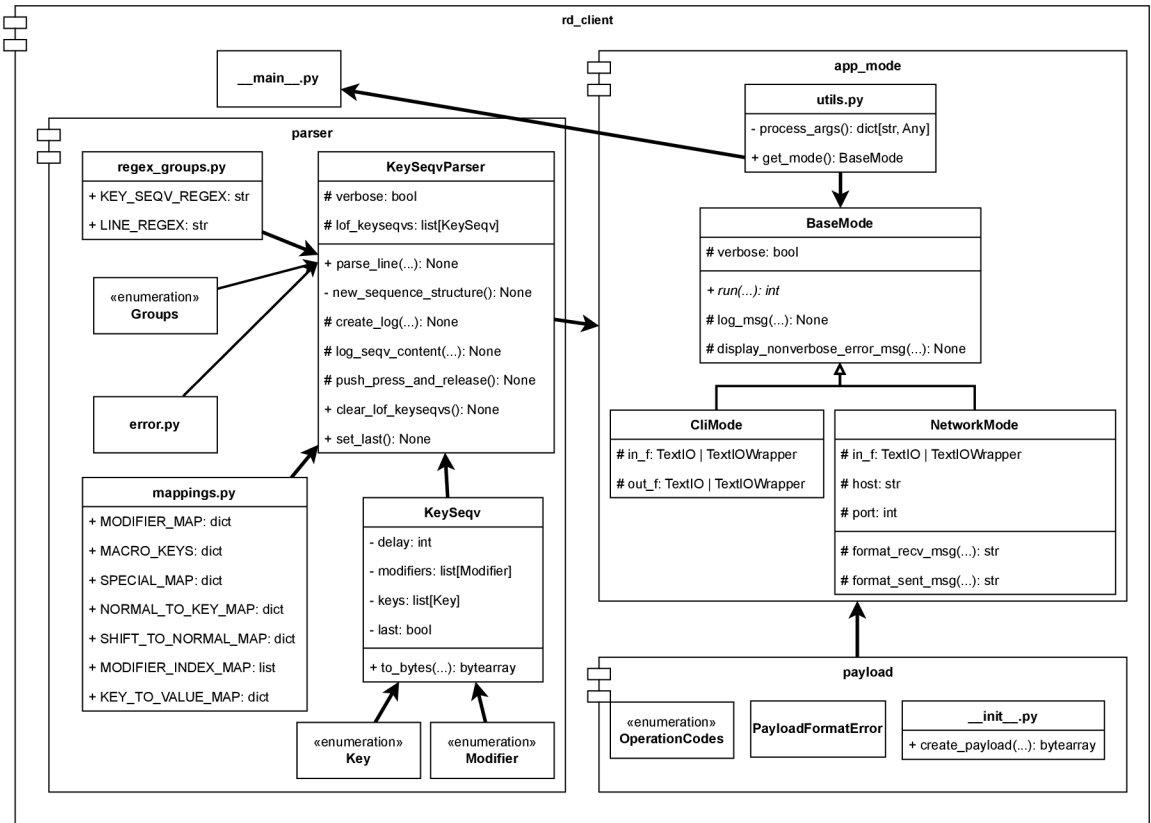 rd_client
__main__.py
parser
regex_groups.py
+ KEY_SEQV_REGEX: str
+ LINE_REGEX: str
«enumeration»
Groups
error.py
mappings.py
+ MODIFIER_MAP: dict
+ MACRO_KEYS: dict
+ SPECIAL_MAP: dict
+ NORMAL_TO_KEY_MAP: dict
+ SHIFT_TO_NORMAL_MAP: dict
+ MODIFIER_INDEX_MAP: list
+ KEY_TO_VALUE_MAP: dict
KeySeqvParser
# verbose: bool
# lof_keyseqvs: list[KeySeqv]
+ parse_line(...): None
- new_sequence_structure(): None
# create_log(...): None
# log_seqv_content(...): None
# push_press_and_release(): None
+ clear_lof_keyseqvs(): None
+ set_last(): None
KeySeqv
- delay: int
- modifiers: list[Modifier]
- keys: list[Key]
- last: bool
+ to_bytes(...): bytearray
«enumeration»
Key
«enumeration»
Modifier
app_mode
utils.py
- process_args(): dict[str, Any]
+ get_mode(): BaseMode
BaseMode
# verbose: bool
+ run(...): int
# log_msg(...): None
# display_nonverbose_error_msg(...): None
CliMode
# in_f: TextIO | TextIOWrapper
# out_f: TextIO | TextIOWrapper
NetworkMode
# in_f: TextIO | TextIOWrapper
# host: str
# port: int
# format_recv_msg(...): str
# format_sent_msg(...): str
payload
«enumeration»
OperationCodes
PayloadFormatError
__init__.py
+ create_payload(...): bytearray